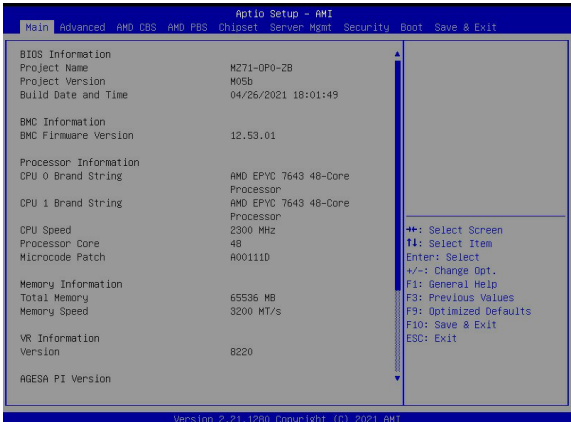 Aptio Setup - AMI
Main Advanced AMD CBS AMD PBS Chipset Server Mgmt Security Boot Save & Exit
BIOS Information
Project Name MZ71-OP0-ZB
Project Version M05b
Build Date and Time 04/26/2021 18:01:49
BMC Information
BMC Firmware Version 12.53.01
Processor Information
CPU 0 Brand String AMD EPYC 7643 48-Core
Processor
CPU 1 Brand String AMD EPYC 7643 48-Core
Processor
CPU Speed 2300 MHz
Processor Core 48
Microcode Patch A00111D
Memory Information
Total Memory 65536 MB
Memory Speed 3200 MT/s
VR Information
Version B220
AGESA PI Version
→←: Select Screen
↑↓: Select Item
Enter: Select
+/-: Change Opt.
F1: General Help
F3: Previous Values
F9: Optimized Defaults
F10: Save & Exit
ESC: Exit
Version 2.21.1280 Copyright (C) 2021 AMI